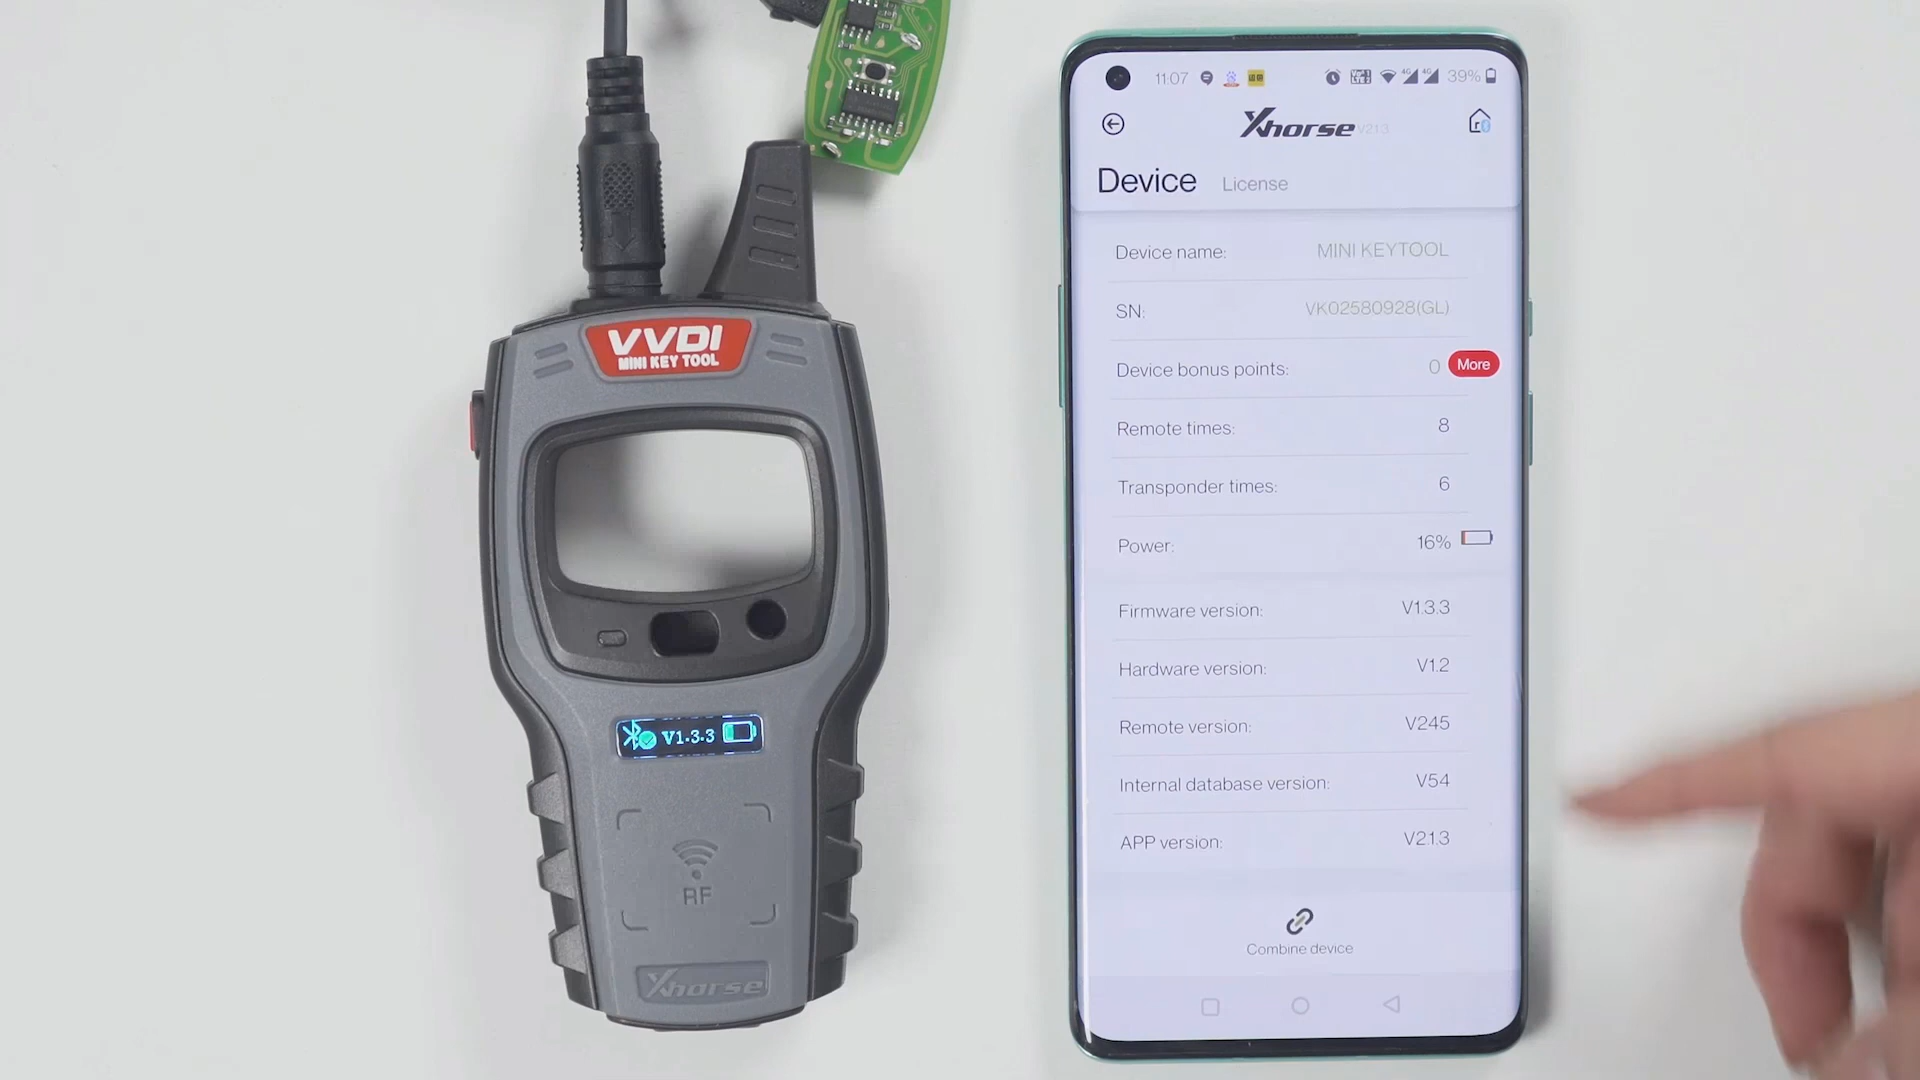 VVDI
MINI KEY TOOL
V1.3.3
RF
Xhorse
11:07
39%
Xhorse V2.1.3
Device License
Device name: MINI KEYTOOL
SN: VK02580928(GL)
Device bonus points: 0 More
Remote times: 8
Transponder times: 6
Power: 16%
Firmware version: V1.3.3
Hardware version: V1.2
Remote version: V245
Internal database version: V54
APP version: V2.1.3
Combine device